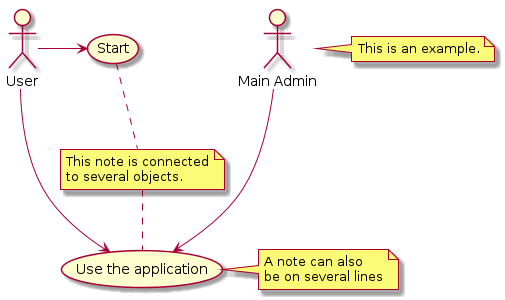 Start
This is an example.
User
Main Admin
This note is connected
to several objects.
Use the application
A note can also
be on several lines